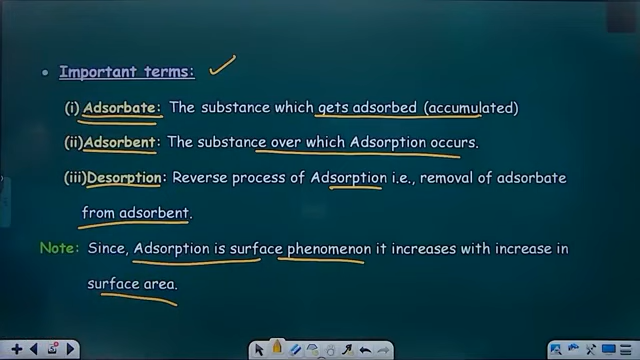 • Important terms:
(i) Adsorbate: The substance which gets adsorbed (accumulated)
(ii) Adsorbent: The substance over which Adsorption occurs.
(iii)Desorption: Reverse process of Adsorption i.e., removal of adsorbate
from adsorbent.
Note: Since, Adsorption is surface phenomenon it increases with increase in
surface area.